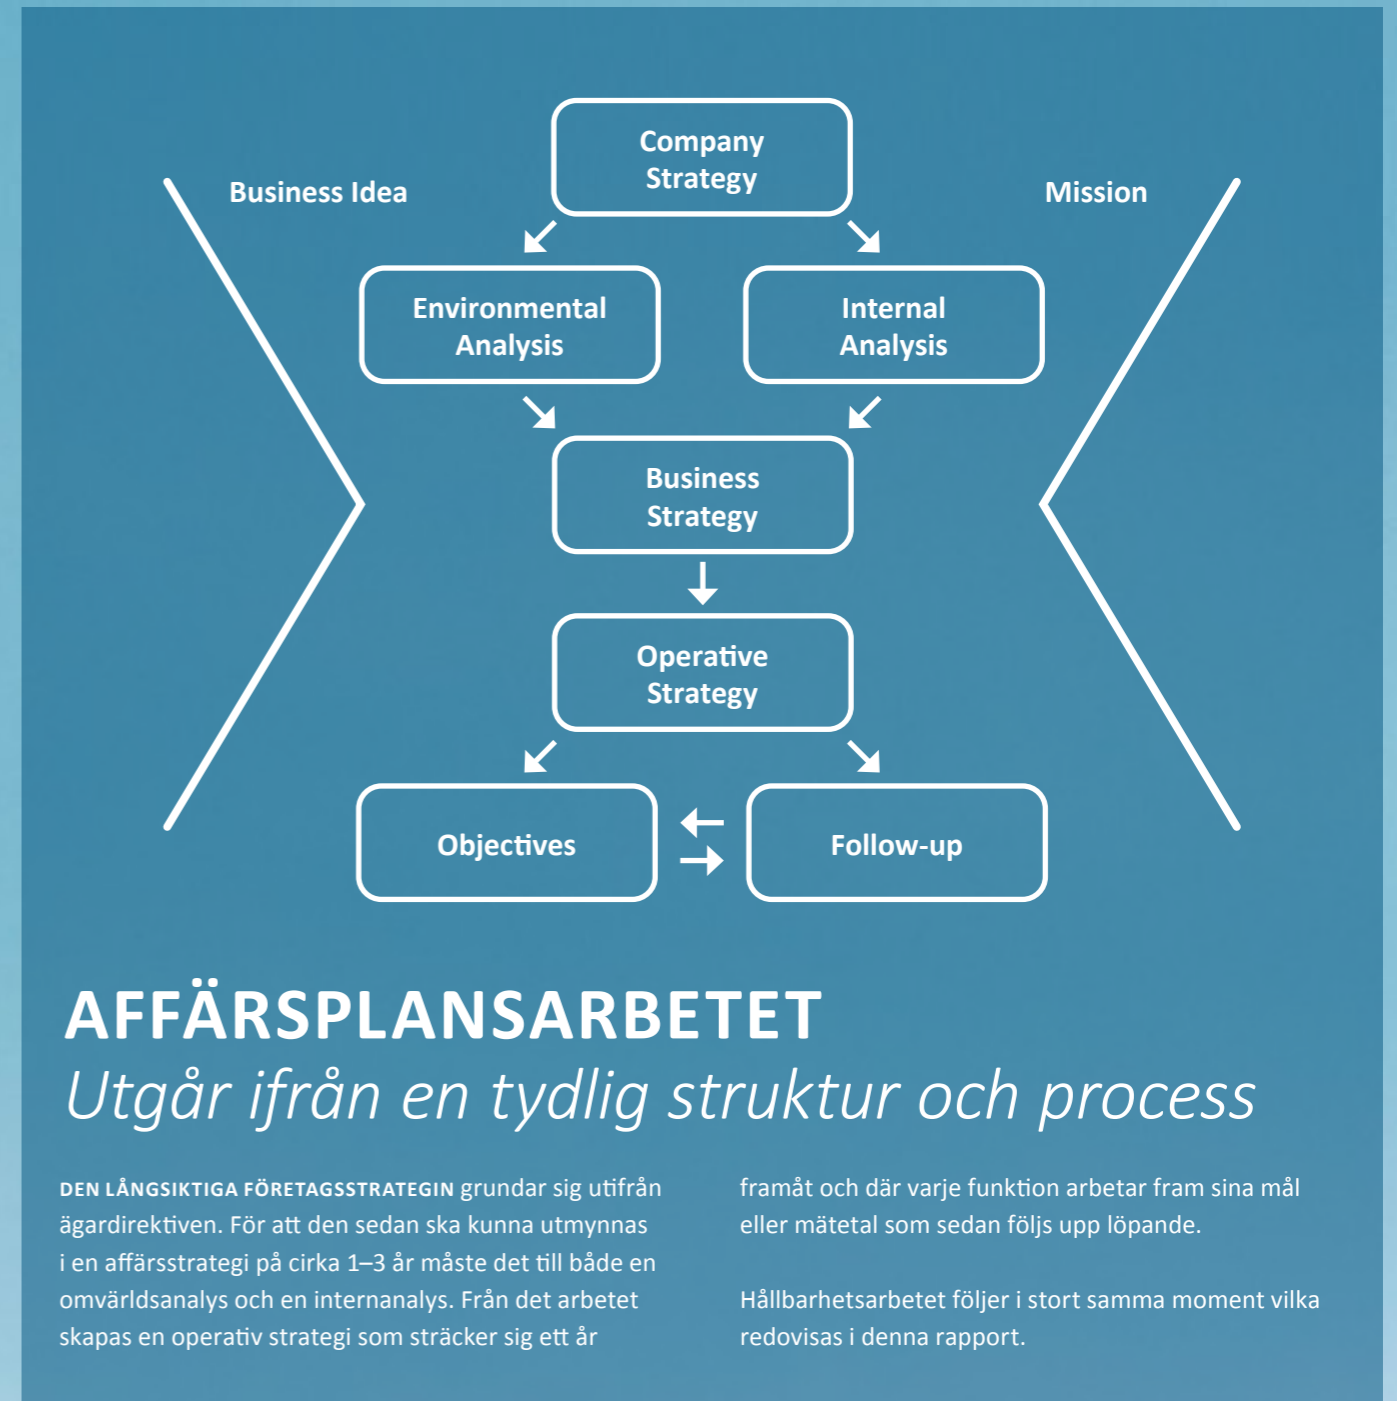 Company
Strategy
Business Idea
Mission
Environmental
Analysis
Internal
Analysis
Business
Strategy
Operative
Strategy
Objectives
Follow-up
AFFÄRSPLANSARBETET
Utgår ifrån en tydlig struktur och process
DEN LÅNGSIKTIGA FÖRETAGSSTRATEGIN grundar sig utifrån
ägardirektiven. För att den sedan ska kunna utmynnas
i en affärsstrategi på cirka 1–3 år måste det till både en
omvärldsanalys och en internanalys. Från det arbetet
skapas en operativ strategi som sträcker sig ett år
framåt och där varje funktion arbetar fram sina mål
eller mätetal som sedan följs upp löpande.
Hållbarhetsarbetet följer i stort samma moment vilka
redovisas i denna rapport.